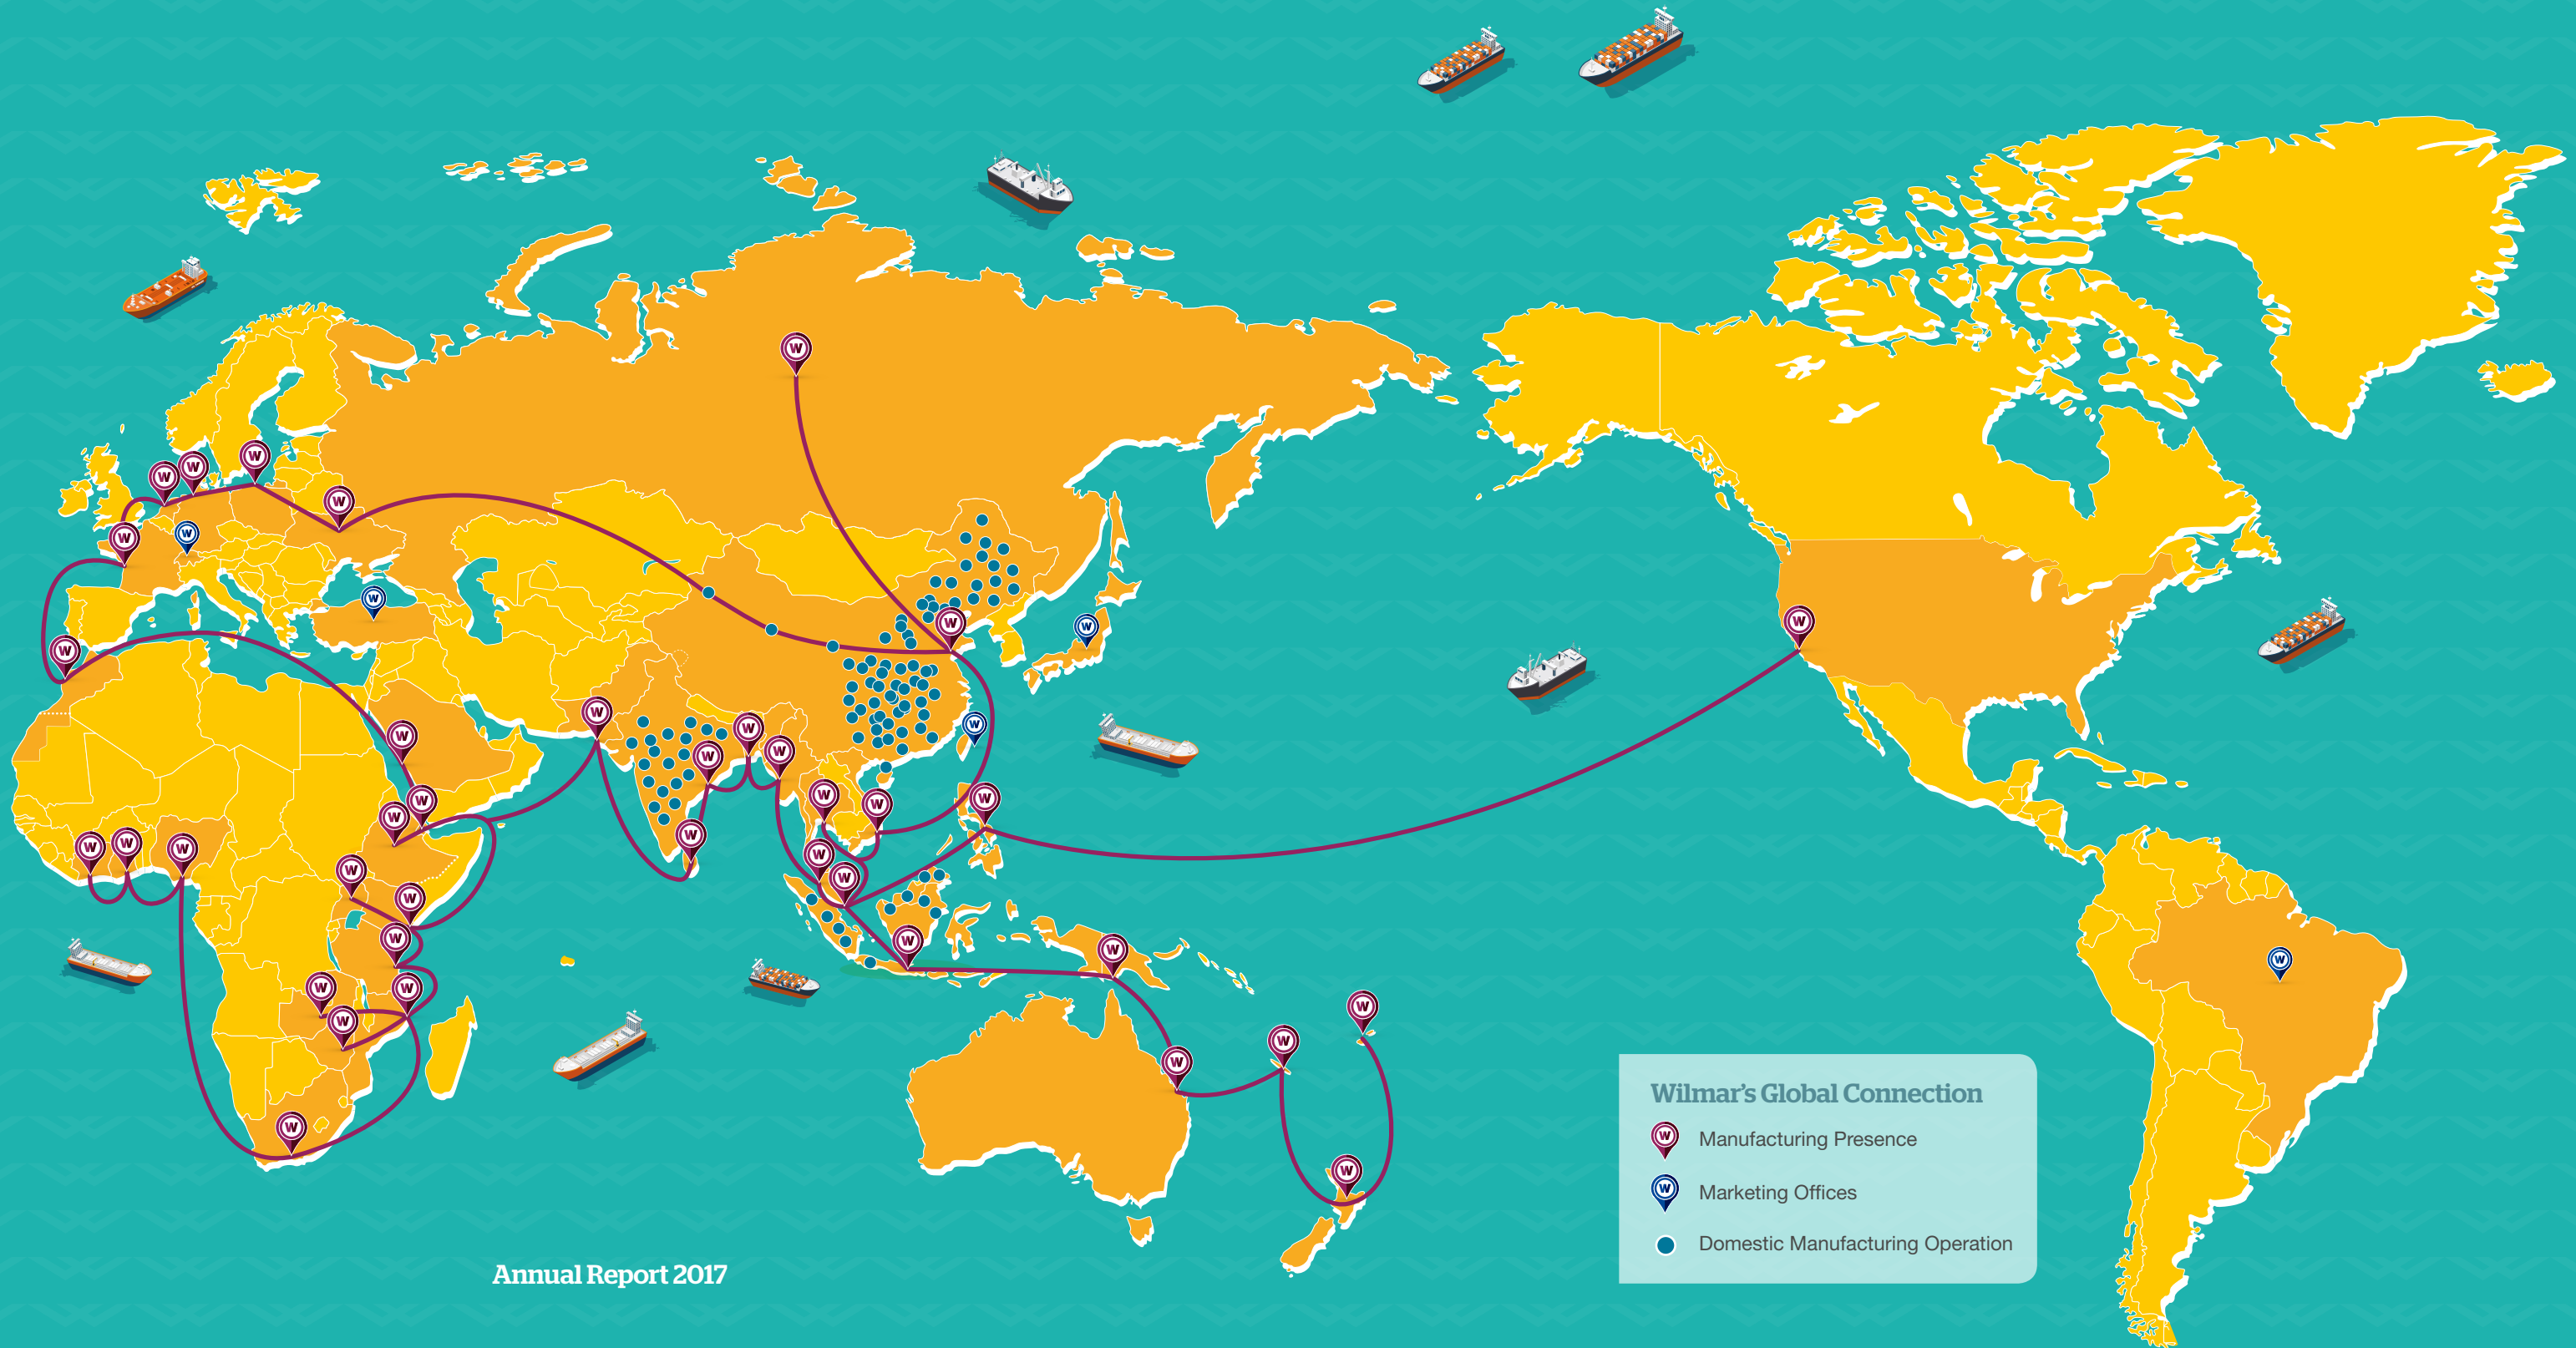 Wilmar's Global Connection
W Manufacturing Presence
W Marketing Offices
Domestic Manufacturing Operation
Annual Report 2017